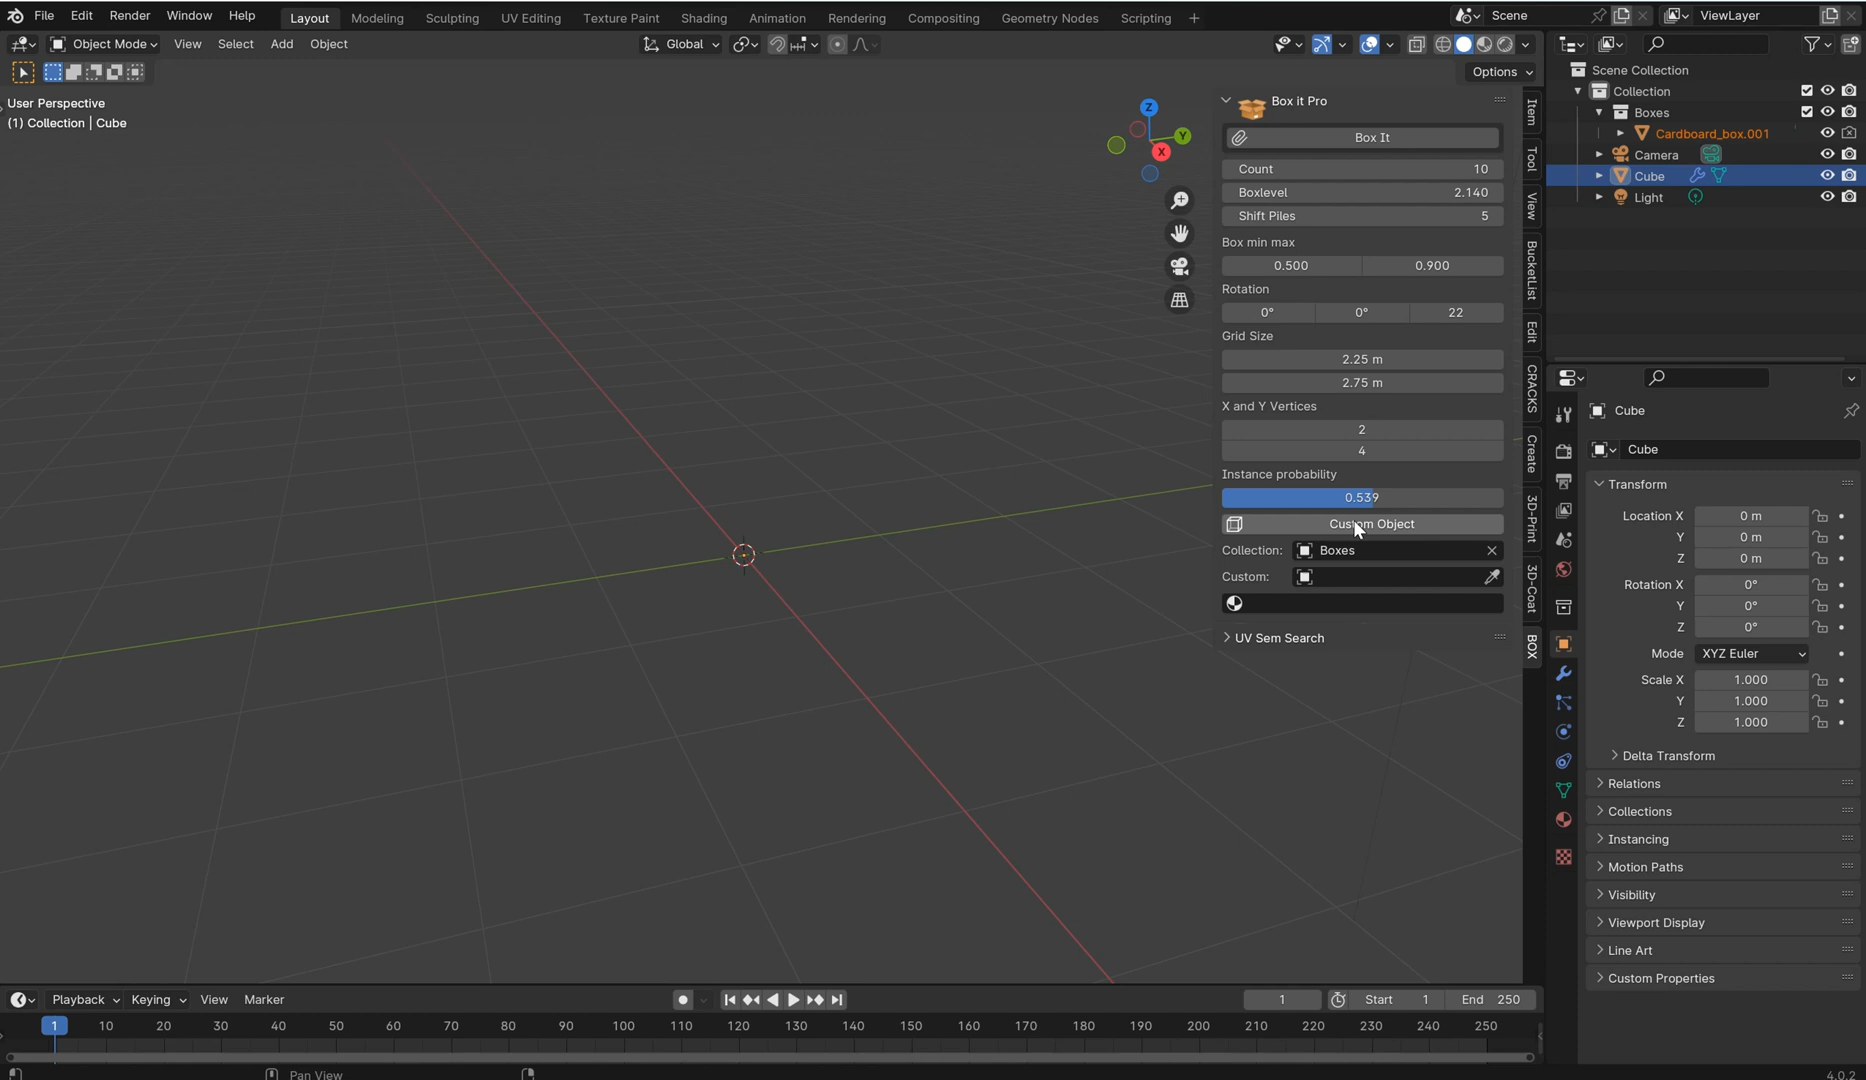 File Edit Render Window Help Layout Modeling Sculpting UV Editing Texture Paint Shading Animation Rendering Compositing Geometry Nodes Scripting + Scene ViewLayer
Object Mode View Select Add Object Global
Options
User Perspective
(1) Collection | Cube
Z
Y
X
Box it Pro
Box It
Count 10
Boxlevel 2.140
Shift Piles 5
Box min max
0.500 0.900
Rotation
0° 0° 22
Grid Size
2.25 m
2.75 m
X and Y Vertices
2
4
Instance probability
0.539
Custom Object
Collection: Boxes
Custom:
UV Sem Search
Item
Tool
View
BucketList
Edit
CRACKS
Create
3D-Print
3D-Coat
BOX
Scene Collection
Collection
Boxes
Cardboard_box.001
Camera
Cube
Light
Cube
Cube
Transform
Location X 0 m
Y 0 m
Z 0 m
Rotation X 0°
Y 0°
Z 0°
Mode XYZ Euler
Scale X 1.000
Y 1.000
Z 1.000
Delta Transform
Relations
Collections
Instancing
Motion Paths
Visibility
Viewport Display
Line Art
Custom Properties
Playback Keying View Marker 1 Start 1 End 250
1 10 20 30 40 50 60 70 80 90 100 110 120 130 140 150 160 170 180 190 200 210 220 230 240 250
Pan View 4.0.2